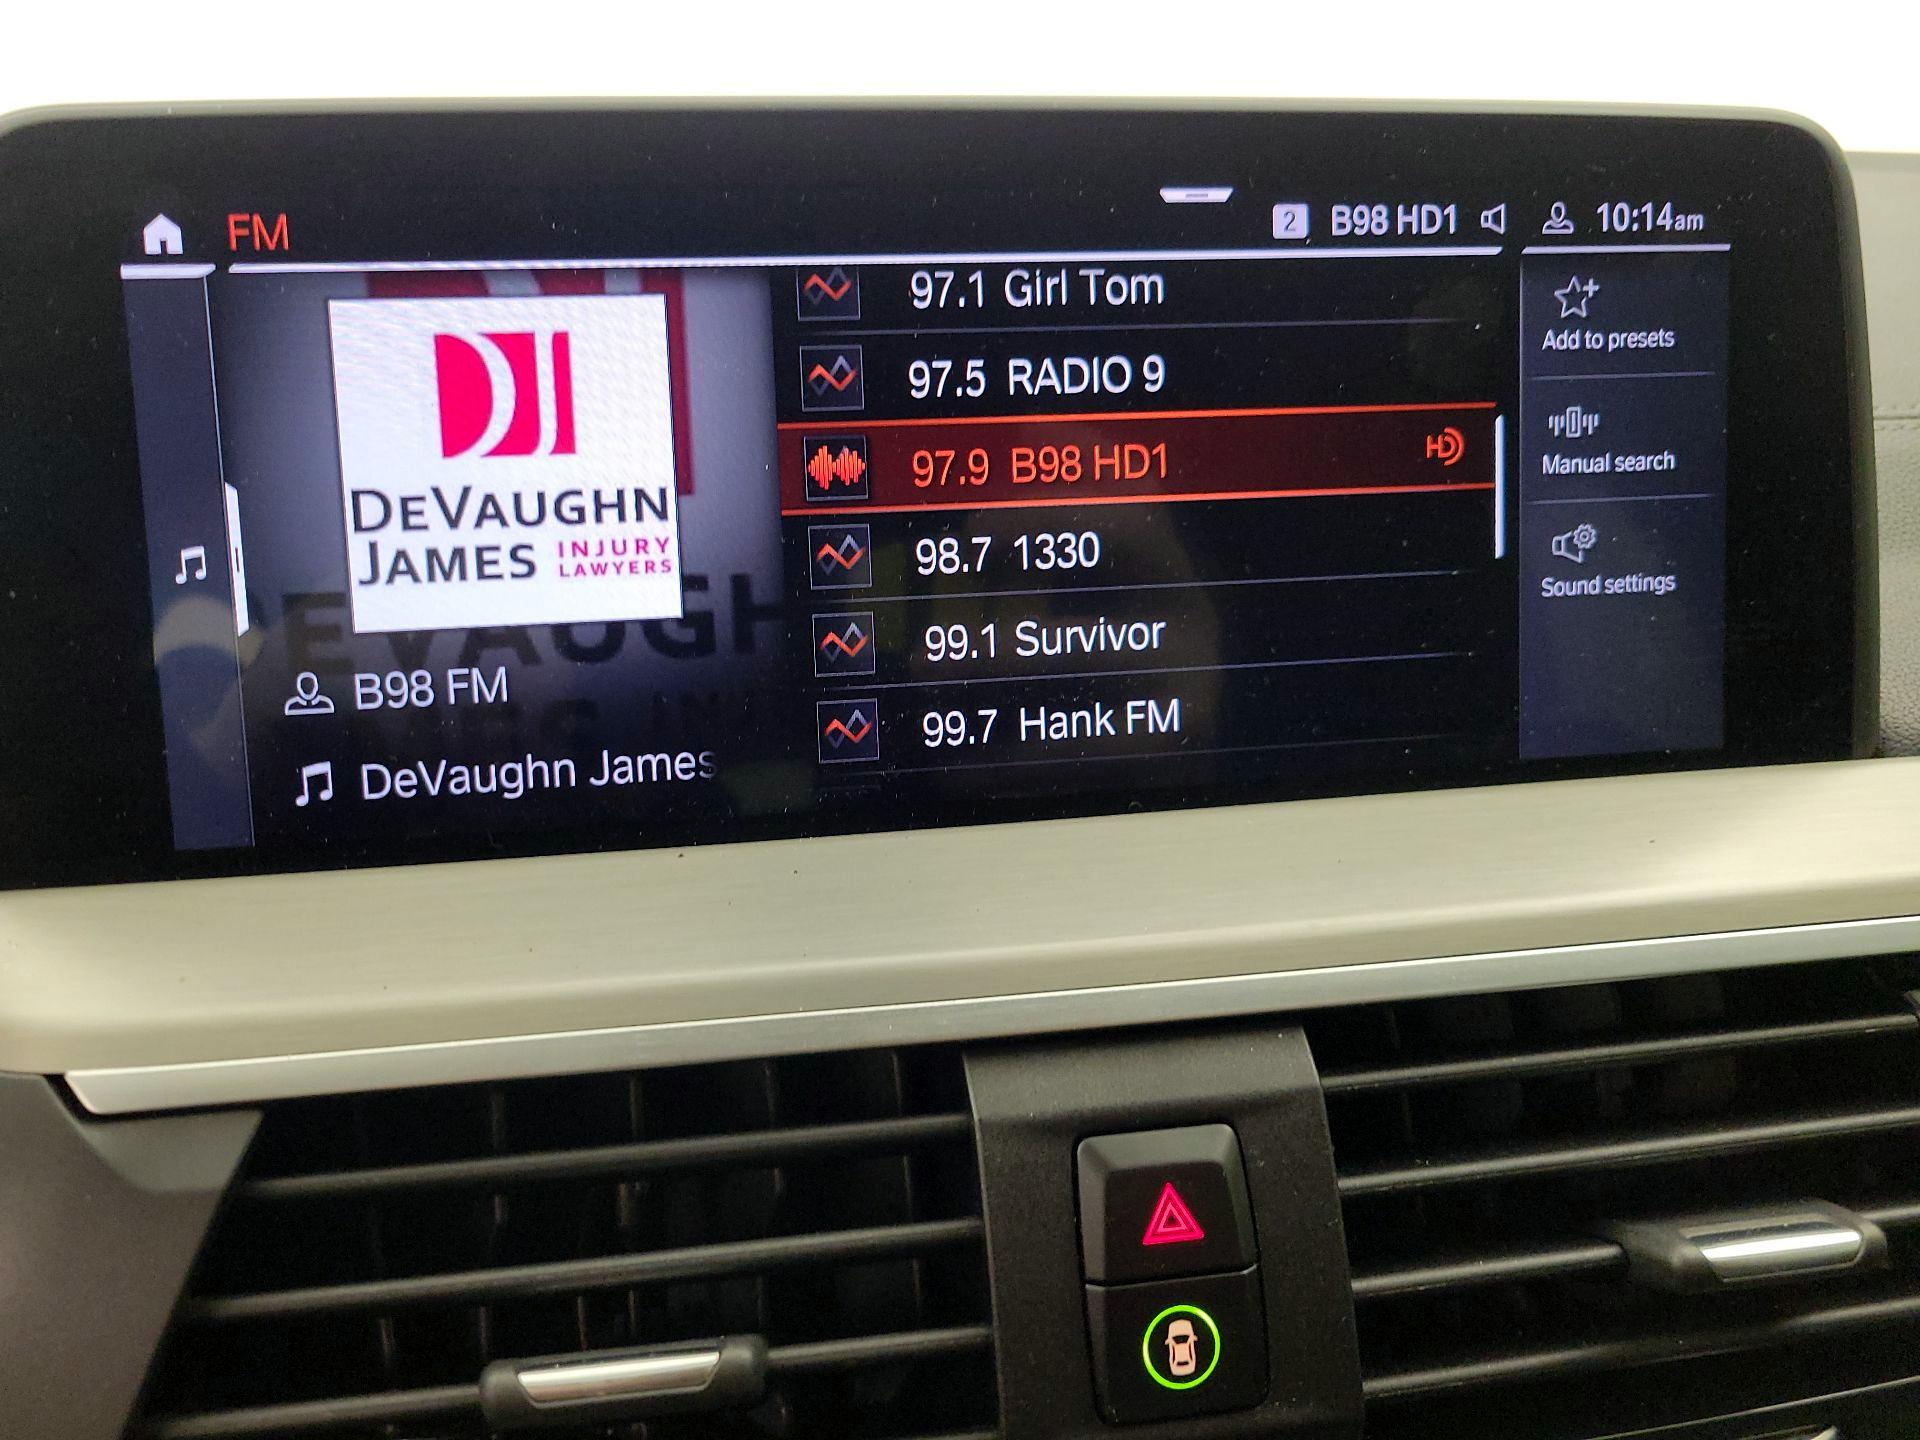 FM
2 B98 HD1
10:14am
DEVAUGHN
JAMES INJURY
LAWYERS
B98 FM
DeVaughn James
97.1 Girl Tom
97.5 RADIO 9
97.9 B98 HD1 HD
98.7 1330
99.1 Survivor
99.7 Hank FM
Add to presets
Manual search
Sound settings